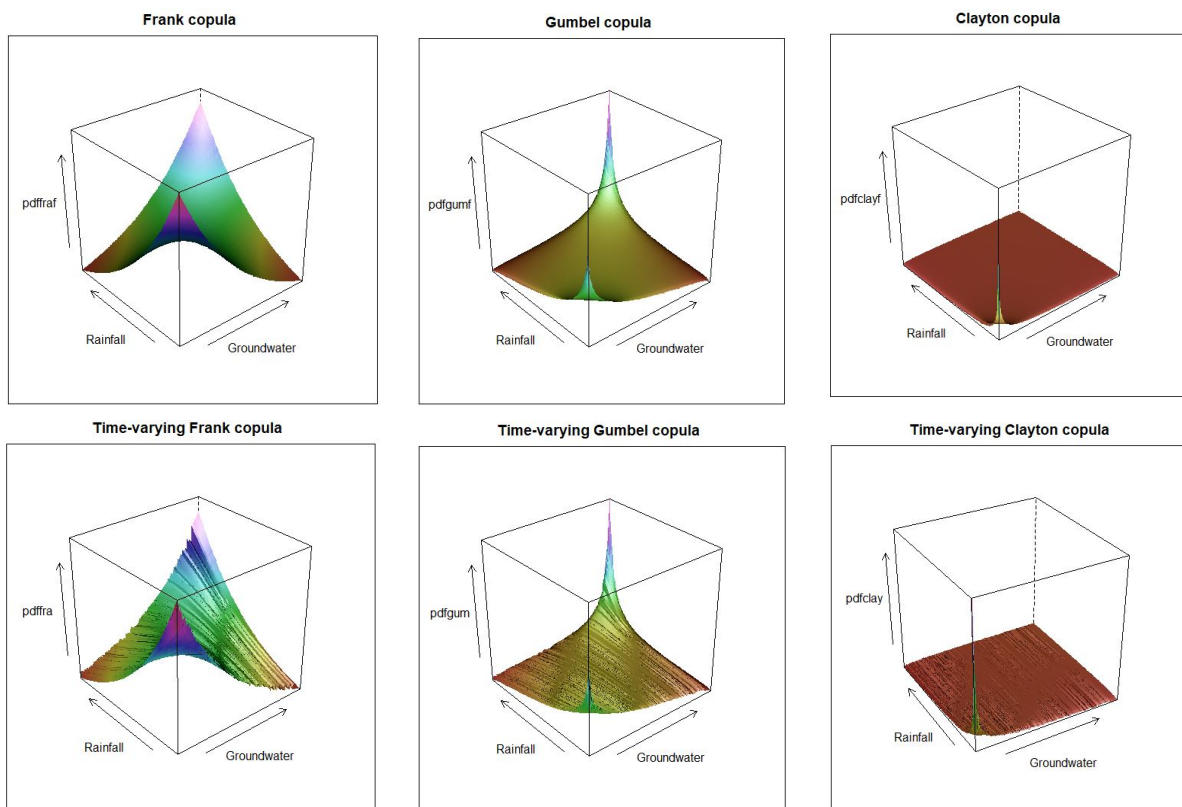 Frank copula
pdffraf
Rainfall
Groundwater
Gumbel copula
pdfgumf
Rainfall
Groundwater
Clayton copula
pdfclayf
Rainfall
Groundwater
Time-varying Frank copula
pdffra
Rainfall
Groundwater
Time-varying Gumbel copula
pdfgum
Rainfall
Groundwater
Time-varying Clayton copula
pdfclay
Rainfall
Groundwater